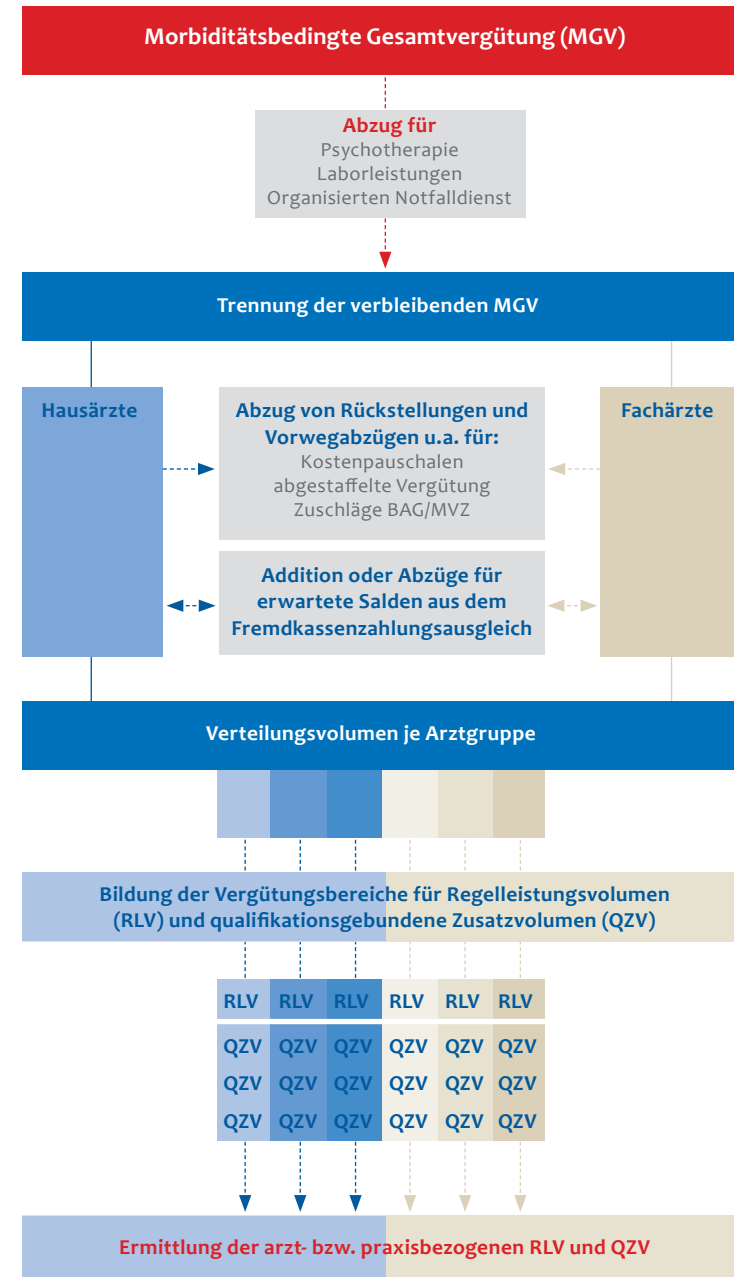 Morbiditätsbedingte Gesamtvergütung (MGV)
Abzug für
Psychotherapie
Laborleistungen
Organisierten Notfalldienst
Trennung der verbleibenden MGV
Hausärzte
Abzug von Rückstellungen und
Vorwegabzügen u.a. für:
Kostenpauschalen
abgestaffelte Vergütung
Zuschläge BAG/MVZ
Fachärzte
Addition oder Abzüge für
erwartete Salden aus dem
Fremdkassenzahlungsausgleich
Verteilungsvolumen je Arztgruppe
Bildung der Vergütungsbereiche für Regelleistungsvolumen
(RLV) und qualifikationsgebundene Zusatzvolumen (QZV)
RLV RLV RLV RLV RLV RLV
QZV QZV QZV QZV QZV QZV
QZV QZV QZV QZV QZV QZV
QZV QZV QZV QZV QZV QZV
Ermittlung der arzt- bzw. praxisbezogenen RLV und QZV